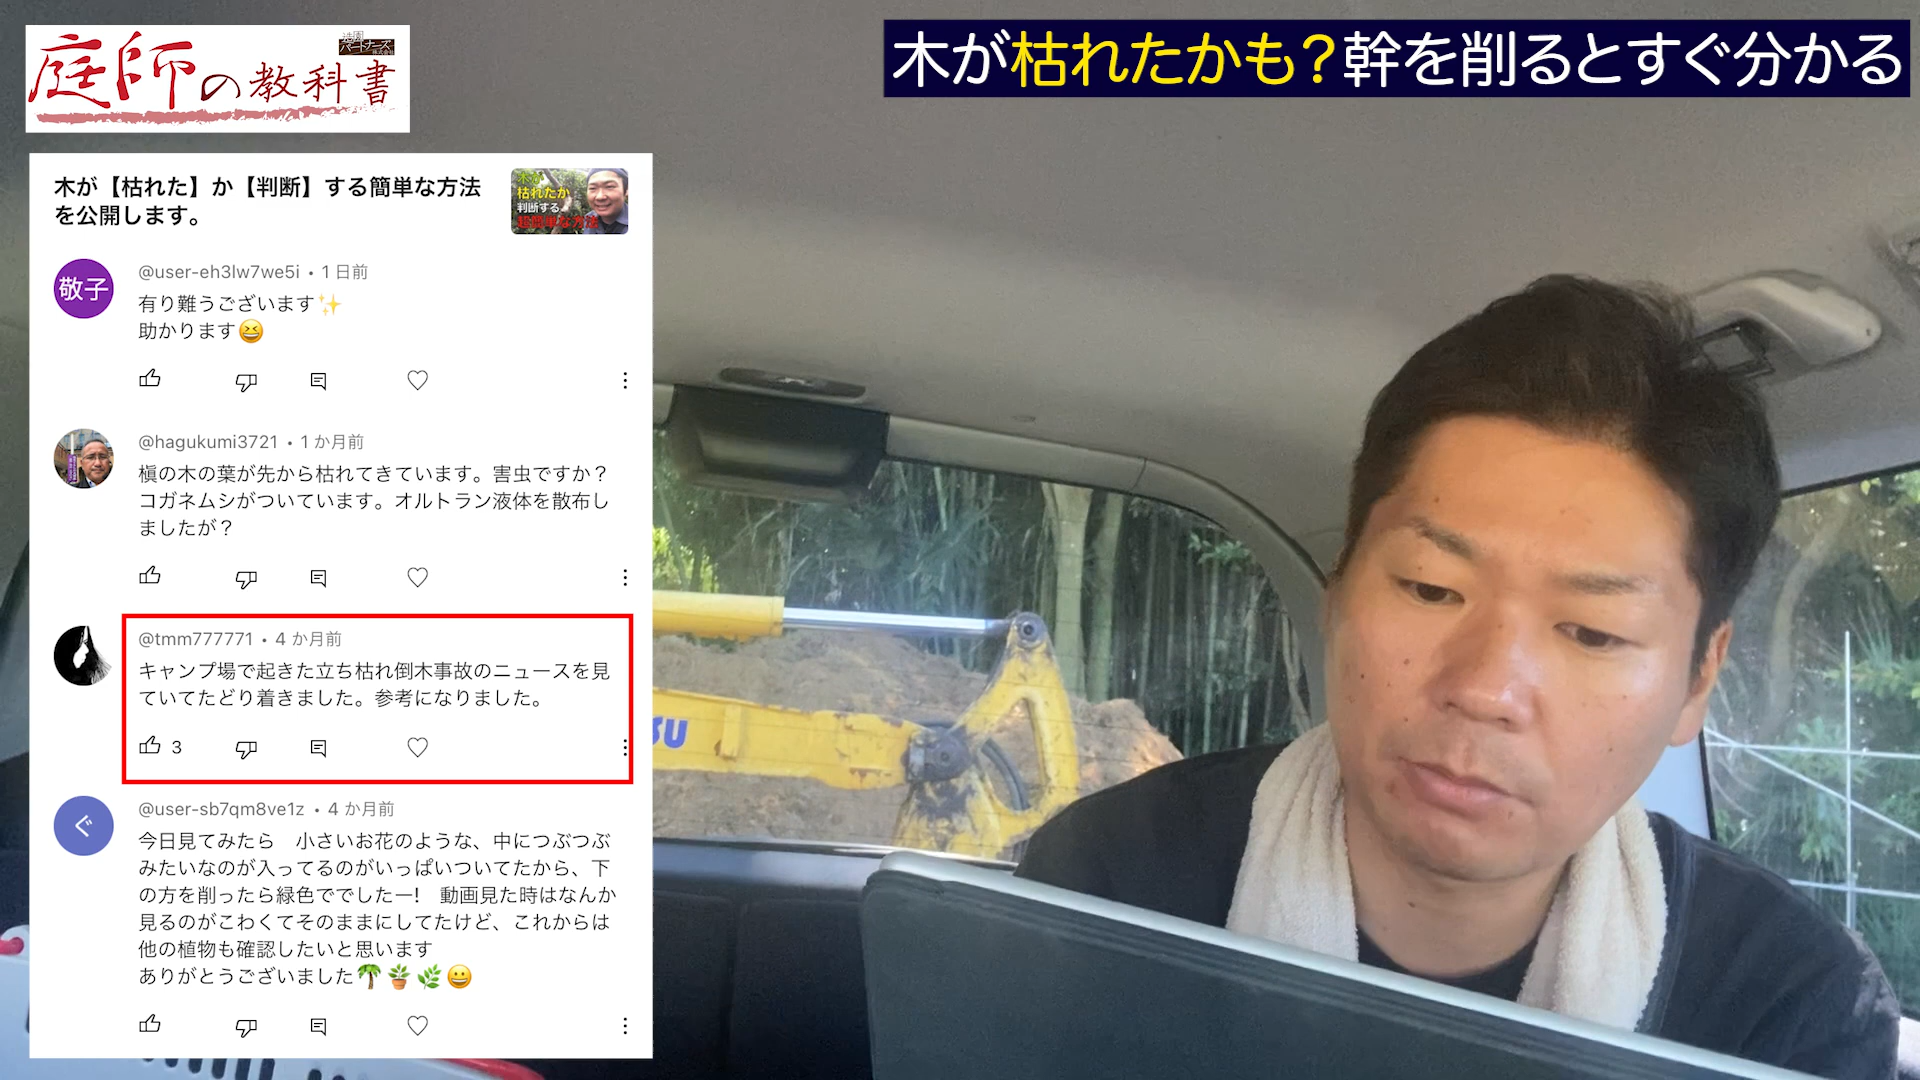 庭師の教科書
造園
パートナーズ
株式会社
木が枯れたかも？幹を削るとすぐ分かる
木が【枯れた】か【判断】する簡単な方法
を公開します。
木が
枯れたか
判断する
超簡単な方法
敬子
@user-eh3lw7we5i • 1 日前
有り難うございます✨
助かります😆
@hagukumi3721 • 1 か月前
槇の木の葉が先から枯れてきています。害虫ですか？
コガネムシがついています。オルトラン液体を散布し
ましたが？
@tmm777771 • 4 か月前
キャンプ場で起きた立ち枯れ倒木事故のニュースを見
ていてたどり着きました。参考になりました。
3
ぐ
@user-sb7qm8ve1z • 4 か月前
今日見てみたら　小さいお花のような、中につぶつぶ
みたいなのが入ってるのがいっぱいついてたから、下
の方を削ったら緑色ででしたー!　動画見た時はなんか
見るのがこわくてそのままにしてたけど、これからは
他の植物も確認したいと思います
ありがとうございました🌴🪴🌿😀
SU